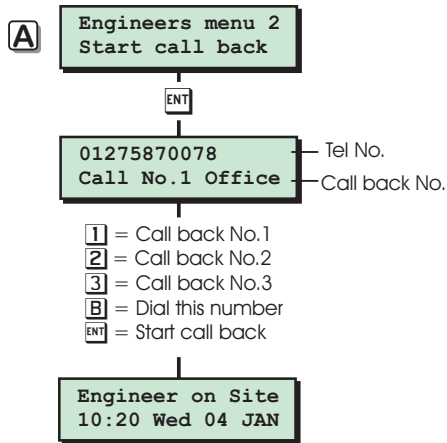 A
Engineers menu 2
Start call back
ENT
01275870078
Tel No.
Call No.1 Office
Call back No.
1 = Call back No.1
2 = Call back No.2
3 = Call back No.3
B = Dial this number
ENT = Start call back
Engineer on Site
10:20 Wed 04 JAN